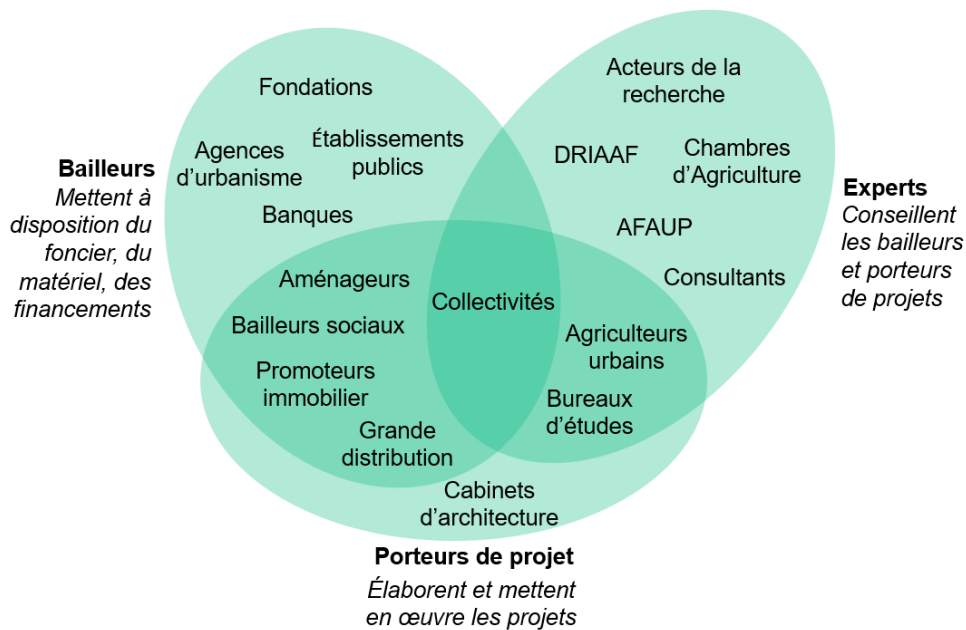 Fondations
Agences
d’urbanisme
Établissements
publics
Banques
Bailleurs
Mettent à
disposition du
foncier, du
matériel, des
financements
Acteurs de la
recherche
DRIAAF
Chambres
d’Agriculture
AFAUP
Consultants
Experts
Conseillent
les bailleurs
et porteurs
de projets
Aménageurs
Bailleurs sociaux
Promoteurs
immobilier
Grande
distribution
Collectivités
Agriculteurs
urbains
Bureaux
d’études
Cabinets
d’architecture
Porteurs de projet
Élaborent et mettent
en œuvre les projets